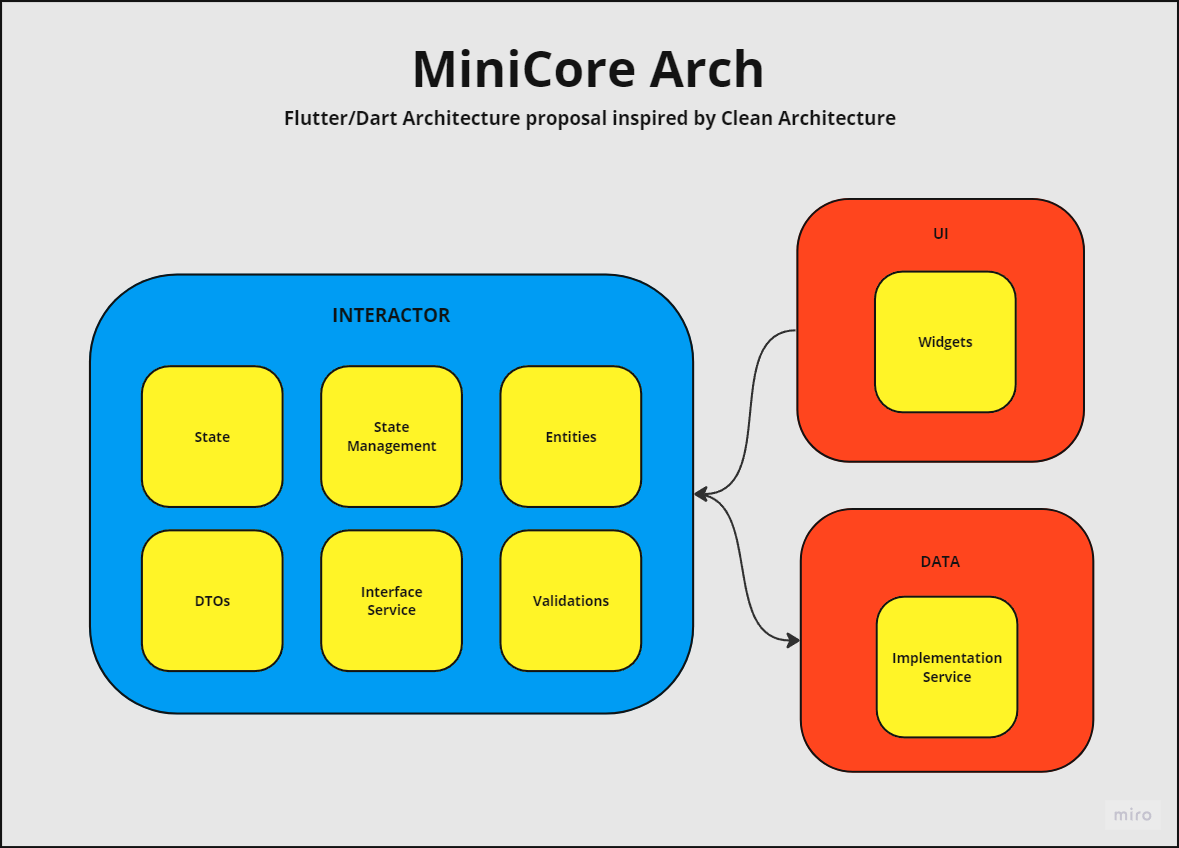 MiniCore Arch
Flutter/Dart Architecture proposal inspired by Clean Architecture
INTERACTOR
State
State
Management
Entities
DTOs
Interface
Service
Validations
UI
Widgets
DATA
Implementation
Service
miro